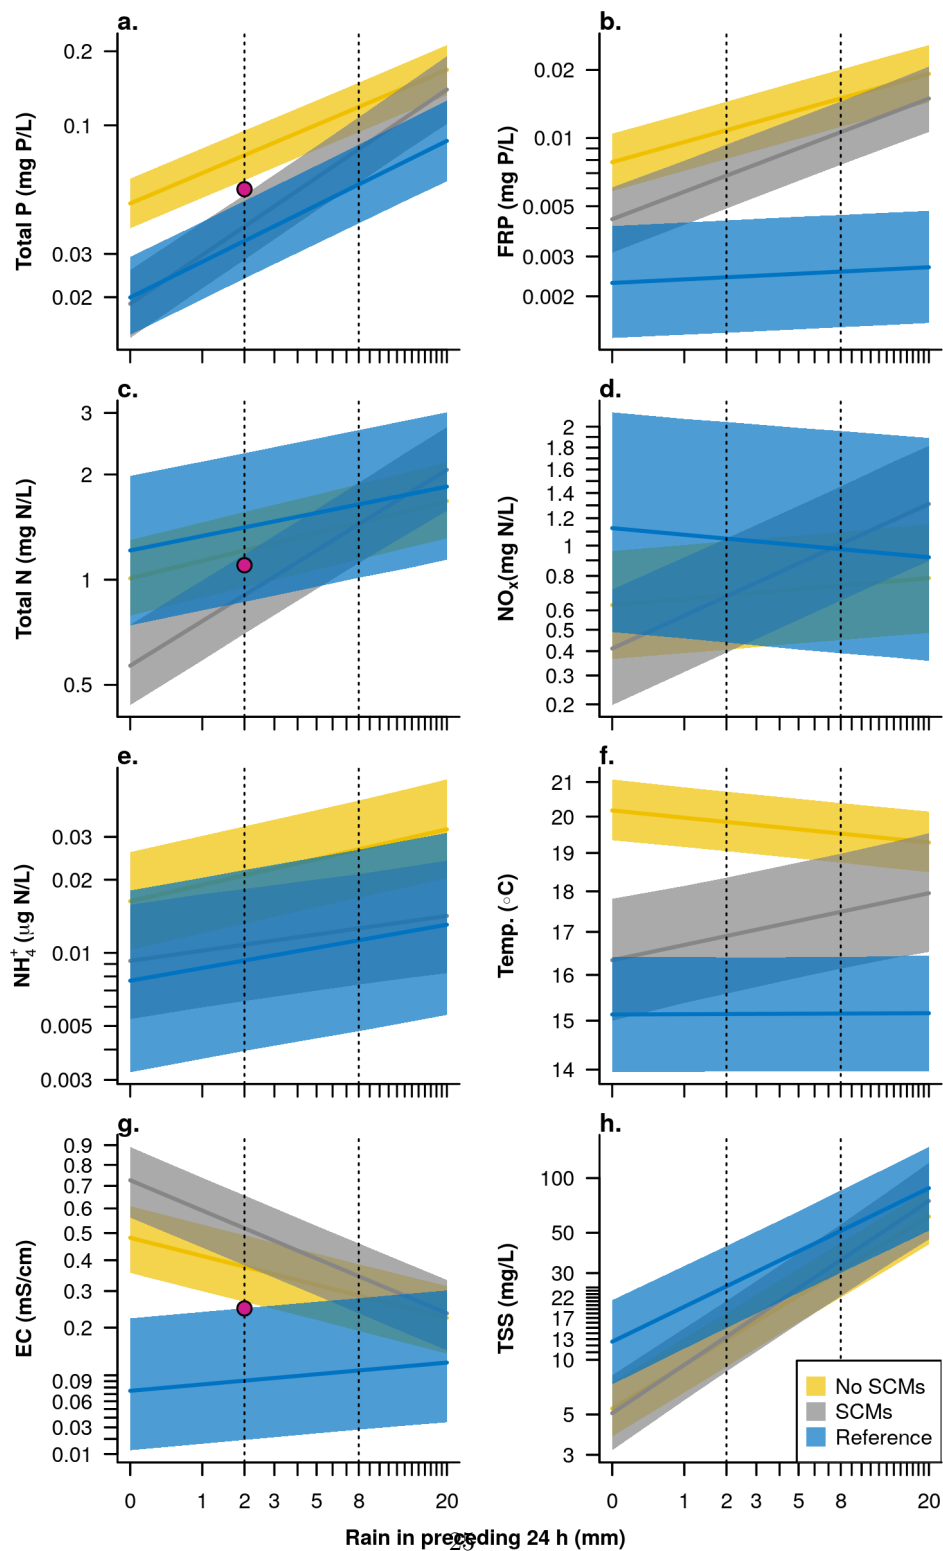 a.
Total P (mg P/L)
0.2
0.1
0.03
0.02
b.
FRP (mg P/L)
0.02
0.01
0.005
0.003
0.002
c.
Total N (mg N/L)
3
2
1
0.5
d.
NOx(mg N/L)
2
1.8
1.6
1.4
1.2
1
0.8
0.6
0.5
0.4
0.3
0.2
e.
NH4+ (μg N/L)
0.03
0.02
0.01
0.005
0.003
f.
Temp. (∘C)
21
20
19
18
17
16
15
14
g.
EC (mS/cm)
0.9
0.8
0.7
0.6
0.5
0.4
0.3
0.2
0.09
0.06
0.03
0.01
0 1 2 3 5 8 20
h.
TSS (mg/L)
100
50
30
22
17
13
10
5
3
No SCMs
SCMs
Reference
0 1 2 3 5 8 20
Rain in preceding 24 h (mm)
25